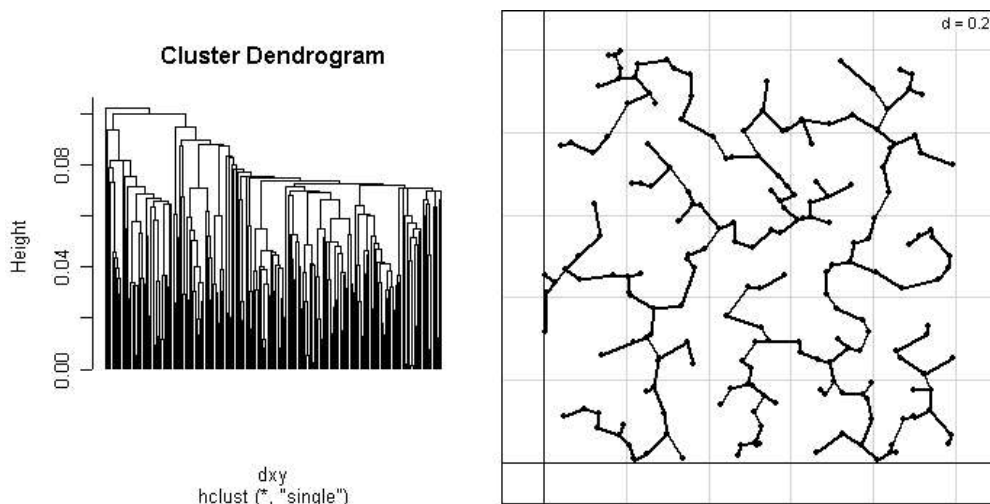 Cluster Dendrogram
Height
0.00
0.04
0.08
dxy
hclust (*, "single")
d = 0.2